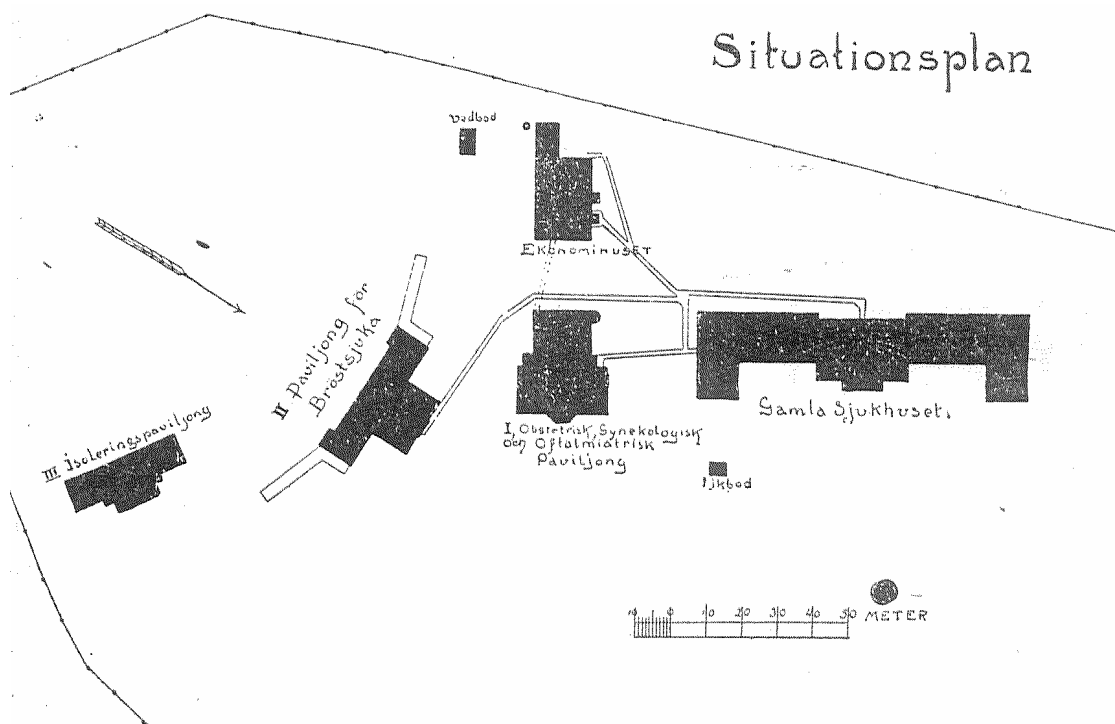 Situationsplan
Vedbod
Ekonomihuset
II Paviljong för
Bröstsjuka
III Isoleringspaviljong
I, Obstetrisk, Gynekologisk
och Oftalmiatrisk
Paviljong
Gamla Sjukhuset.
Likbod
10 0 10 20 30 40 50 METER